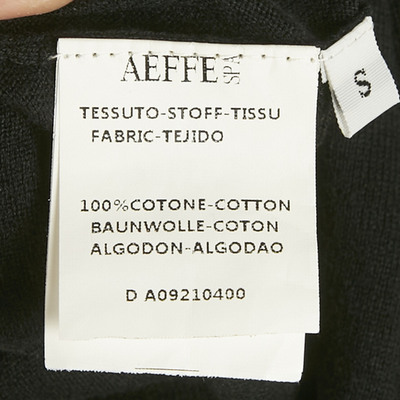 AEFFE SPA
TESSUTO-STOFF-TISSU
FABRIC-TEJIDO
100%COTONE-COTTON
BAUNWOLLE-COTON
ALGODON-ALGODAO
D A09210400
S